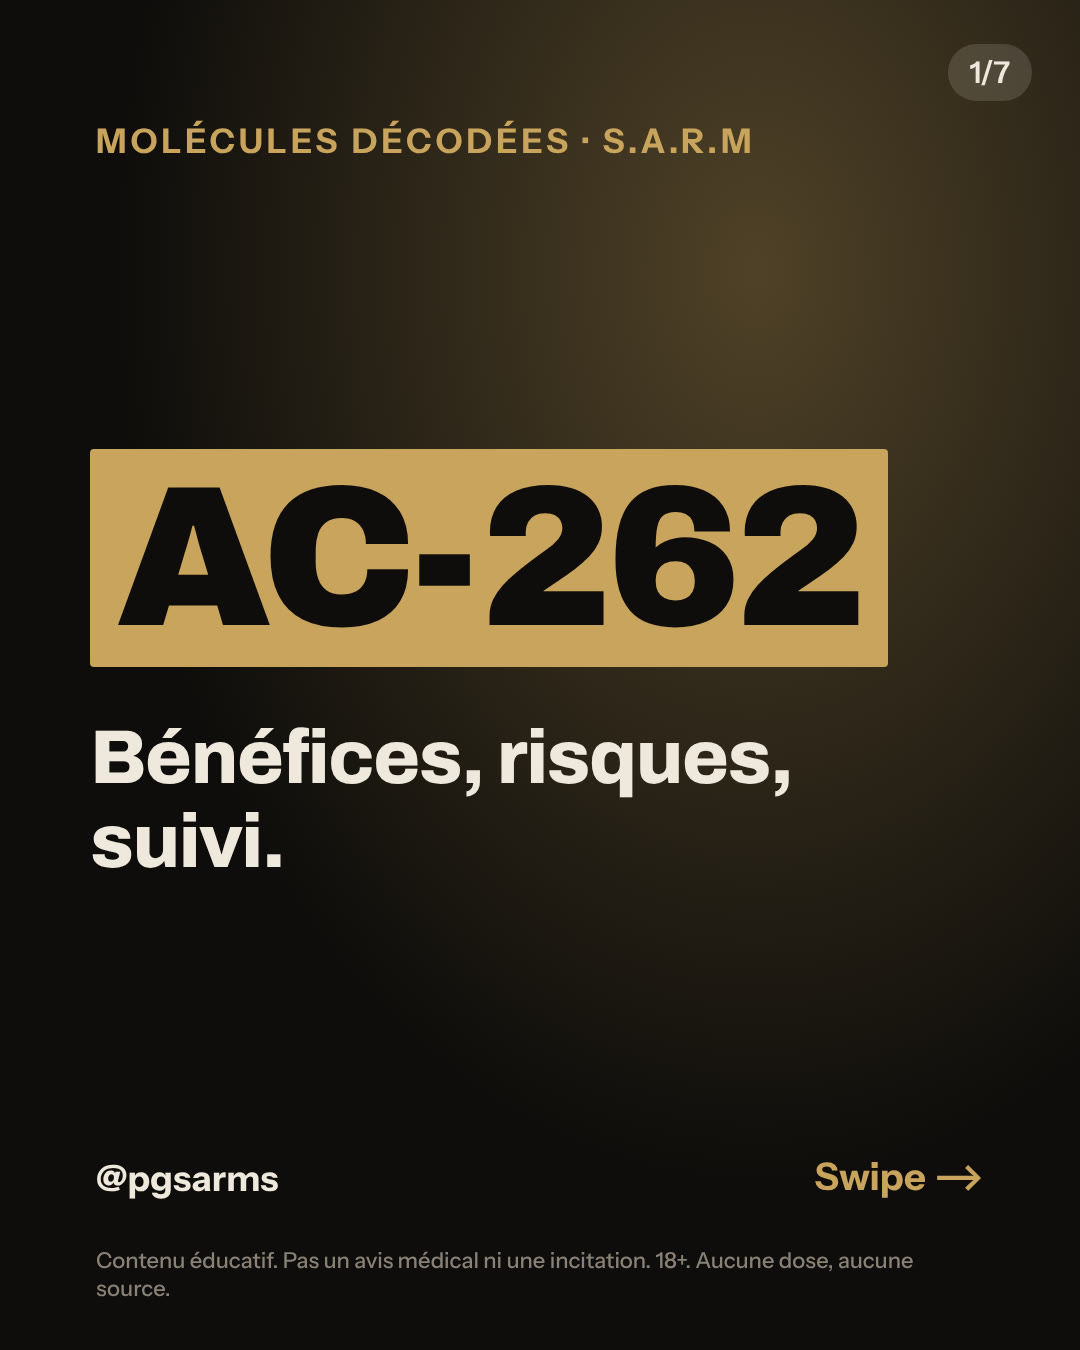 1/7
MOLÉCULES DÉCODÉES · S.A.R.M
AC-262
Bénéfices, risques,
suivi.
@pgsarms
Swipe →
Contenu éducatif. Pas un avis médical ni une incitation. 18+. Aucune dose, aucune
source.